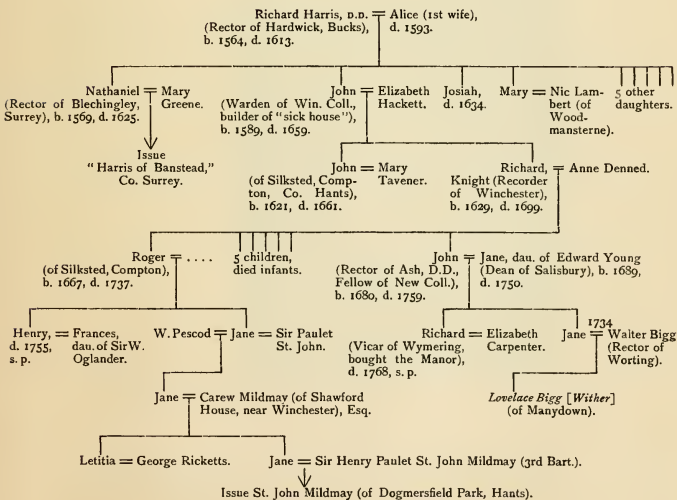 Richard Harris, D.D. = Alice (1st wife),
(Rector of Hardwick, Bucks) d. 1593.
b. 1564, d. 1613.
Nathaniel = Mary
(Rector of Blechingley, Greene.
Surrey), b. 1569, d. 1625.
Issue
"Harris of Banstead,"
Co. Surrey.
John = Elizabeth
(Warden of Win. Coll., Hackett.
builder of "sick house"),
b. 1589, d. 1659.
Josiah,
d. 1634.
Mary = Nic Lam-
bert (of
Wood-
mansterne).
5 other
daughters.
John = Mary
(of Silksted, Comp- Tavener.
ton, Co. Hants),
b. 1621, d. 1661.
Richard, = Anne Denned.
Knight (Recorder
of Winchester),
b. 1629, d. 1699.
Roger = . . . .
(of Silksted, Compton),
b. 1667, d. 1737.
5 children,
died infants.
John = Jane, dau. of Edward Young
(Rector of Ash, D.D., (Dean of Salisbury), b. 1689,
Fellow of New Coll.), d. 1750.
b. 1680, d. 1759.
Henry, = Frances,
d. 1755, dau. of Sir W.
s. p. Oglander.
W. Pescod = Jane = Sir Paulet
St. John.
Richard = Elizabeth
(Vicar of Wymering, Carpenter.
bought the Manor),
d. 1768, s. p.
1734
Jane = Walter Bigg
(Rector of
Worting).
Jane = Carew Mildmay (of Shawford
House, near Winchester), Esq.
Lovelace Bigg [Wither]
(of Manydown).
Letitia = George Ricketts.
Jane = Sir Henry Paulet St. John Mildmay (3rd Bart.).
Issue St. John Mildmay (of Dogmersfield Park, Hants).